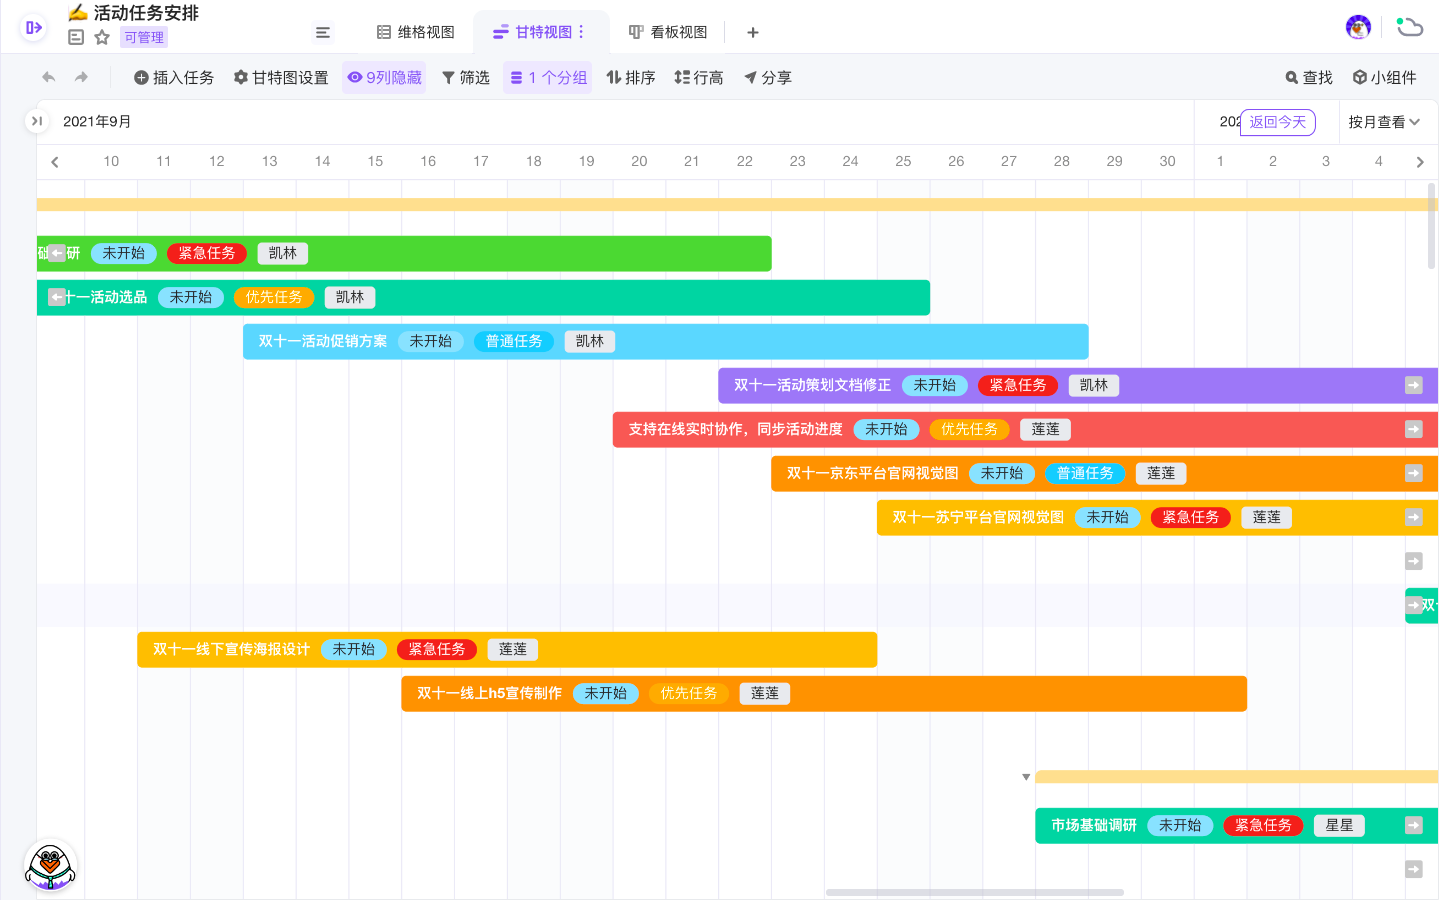 活动任务安排
可管理
维格视图
甘特视图
看板视图
插入任务
甘特图设置
9列隐藏
筛选
1 个分组
排序
行高
分享
查找
小组件
2021年9月
202
返回今天
按月查看
10 11 12 13 14 15 16 17 18 19 20 21 22 23 24 25 26 27 28 29 30 1 2 3 4
础 研 未开始 紧急任务 凯林
十一活动选品 未开始 优先任务 凯林
双十一活动促销方案 未开始 普通任务 凯林
双十一活动策划文档修正 未开始 紧急任务 凯林
支持在线实时协作，同步活动进度 未开始 优先任务 莲莲
双十一京东平台官网视觉图 未开始 普通任务 莲莲
双十一苏宁平台官网视觉图 未开始 紧急任务 莲莲
双十
双十一线下宣传海报设计 未开始 紧急任务 莲莲
双十一线上h5宣传制作 未开始 优先任务 莲莲
市场基础调研 未开始 紧急任务 星星